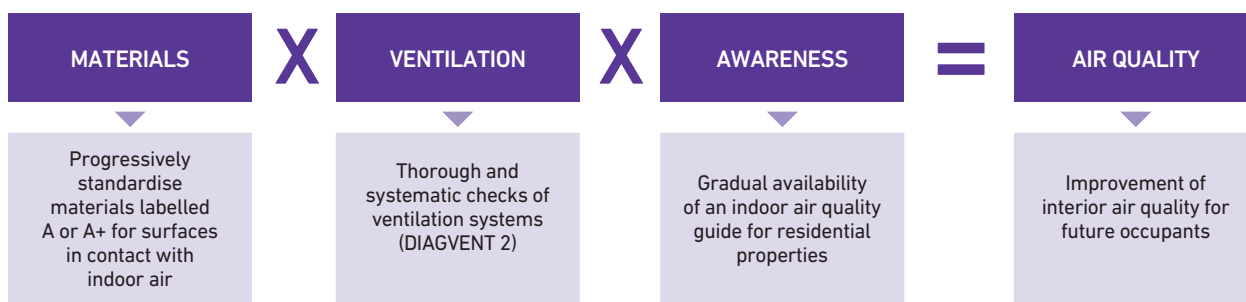 MATERIALS X VENTILATION X AWARENESS = AIR QUALITY
Progressively
standardise
materials labelled
A or A+ for surfaces
in contact with
indoor air
Thorough and
systematic checks of
ventilation systems
(DIAGVENT 2)
Gradual availability
of an indoor air quality
guide for residential
properties
Improvement of
interior air quality for
future occupants